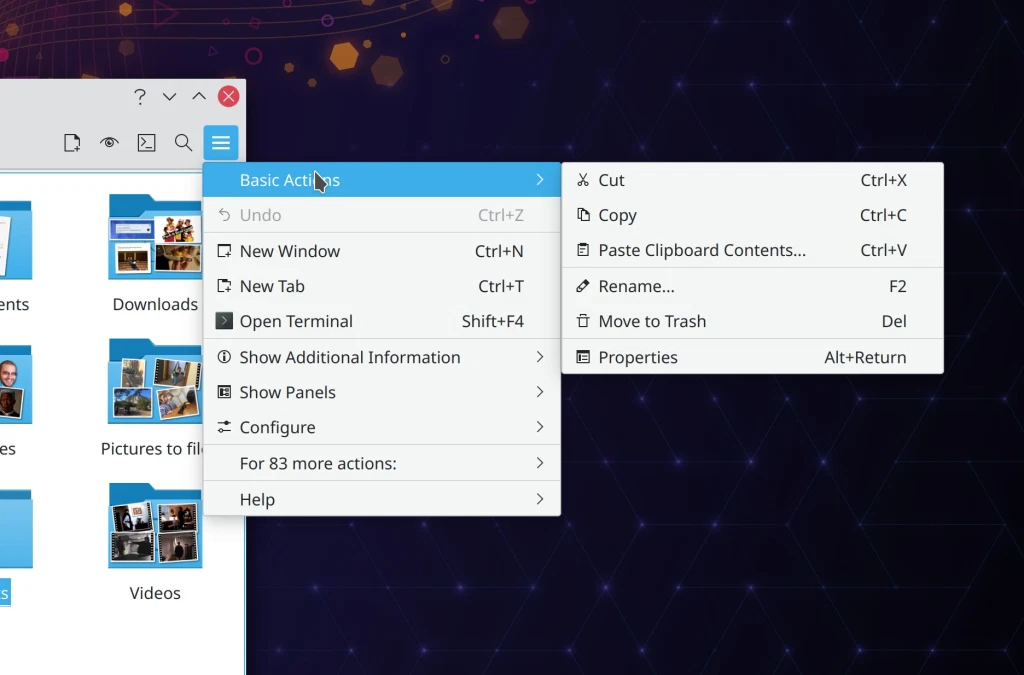 Basic Actions
Undo Ctrl+Z
New Window Ctrl+N
New Tab Ctrl+T
Open Terminal Shift+F4
Show Additional Information
Show Panels
Configure
For 83 more actions:
Help
Cut Ctrl+X
Copy Ctrl+C
Paste Clipboard Contents... Ctrl+V
Rename... F2
Move to Trash Del
Properties Alt+Return
ents
Downloads
es
Pictures to file
s
Videos